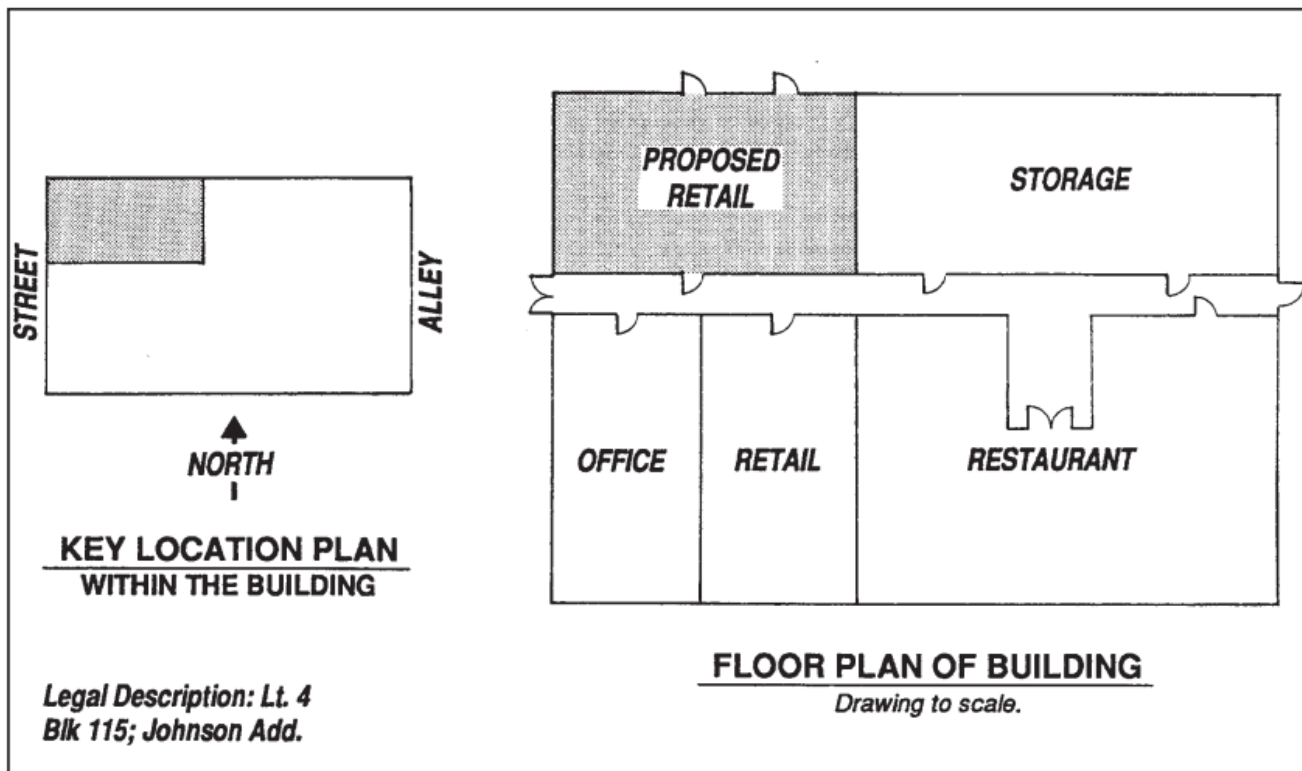 PROPOSED
RETAIL
STORAGE
STREET
ALLEY
NORTH
OFFICE
RETAIL
RESTAURANT
KEY LOCATION PLAN
WITHIN THE BUILDING
FLOOR PLAN OF BUILDING
Drawing to scale.
Legal Description: Lt. 4
Blk 115; Johnson Add.